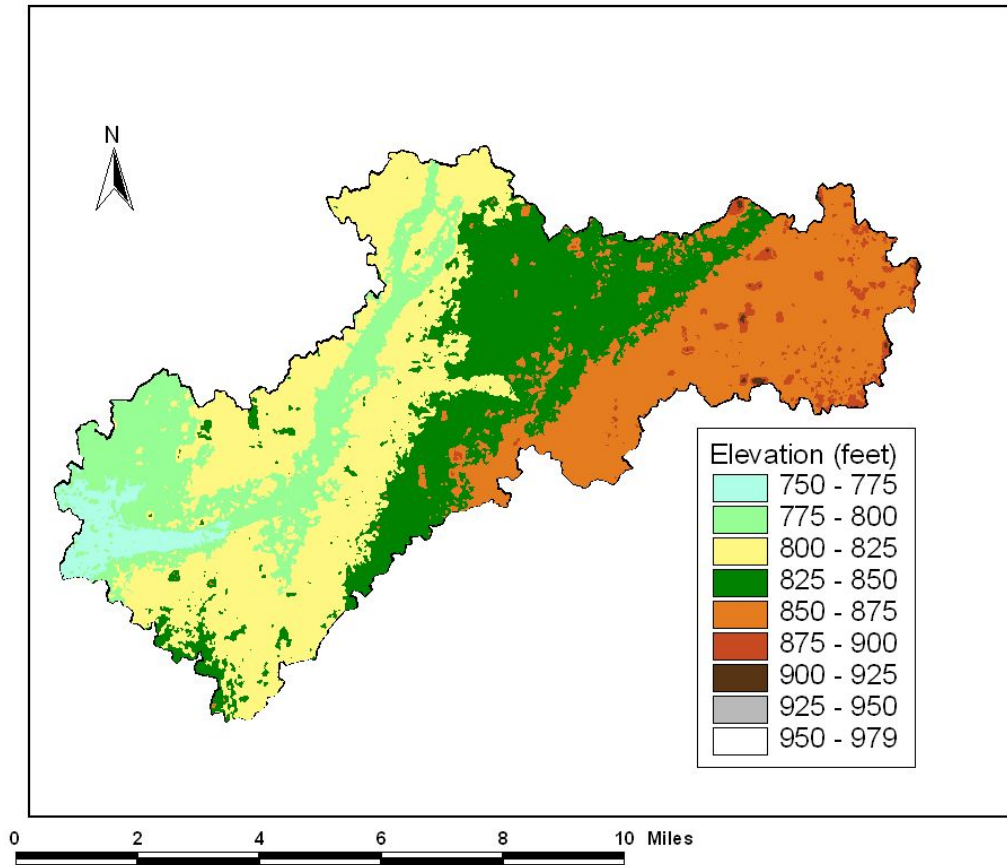 N
Elevation (feet)
750 - 775
775 - 800
800 - 825
825 - 850
850 - 875
875 - 900
900 - 925
925 - 950
950 - 979
0 2 4 6 8 10 Miles